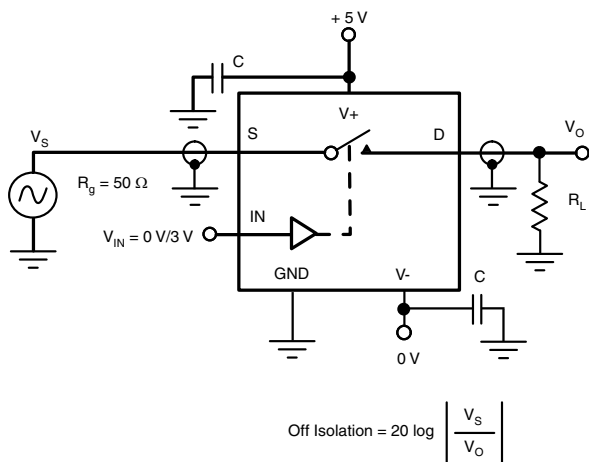 + 5 V
C
V+
V_S
S
D
V_O
R_g = 50 Ω
R_L
IN
V_IN = 0 V/3 V
GND
V-
C
0 V
Off Isolation = 20 log | V_S / V_O |